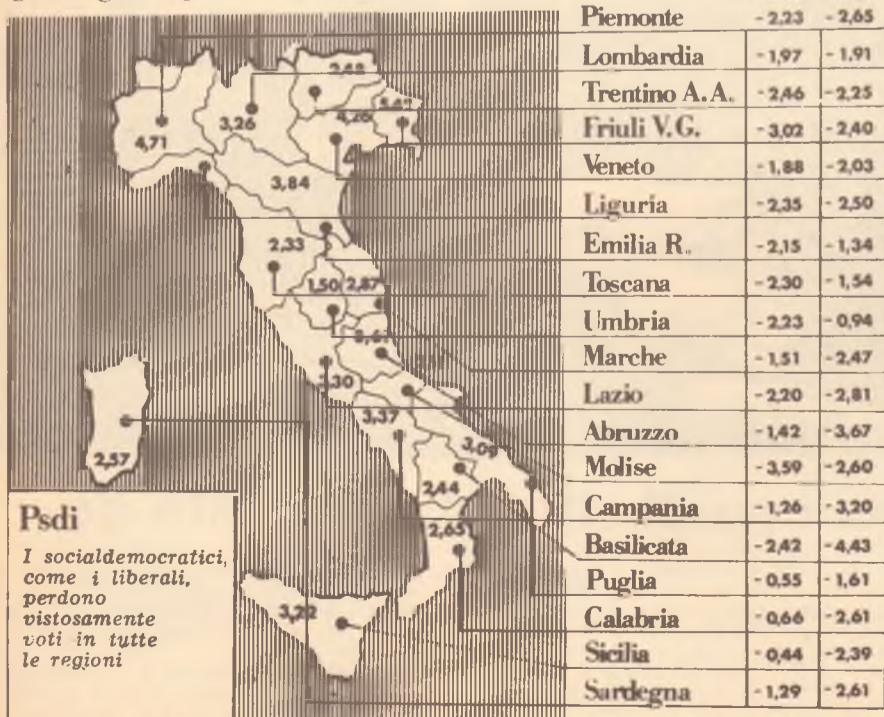 Piemonte -2,23 -2,65
Lombardia -1,97 -1,91
Trentino A.A. -2,46 -2,25
Friuli V.G. -3,02 -2,40
Veneto -1,88 -2,03
Liguria -2,35 -2,50
Emilia R. -2,15 -1,34
Toscana -2,30 -1,54
Umbria -2,23 -0,94
Marche -1,51 -2,47
Lazio -2,20 -2,81
Abruzzo -1,42 -3,67
Molise -3,59 -2,60
Campania -1,26 -3,20
Basilicata -2,42 -4,43
Puglia -0,55 -1,61
Calabria -0,66 -2,61
Sicilia -0,44 -2,39
Sardegna -1,29 -2,61
4,71
3,26
4,26
3,84
2,33
1,50
2,87
3,37
3,09
2,44
2,57
2,65
3,22
Psdi
I socialdemocratici,
come i liberali,
perdono
vistosamente
voti in tutte
le regioni